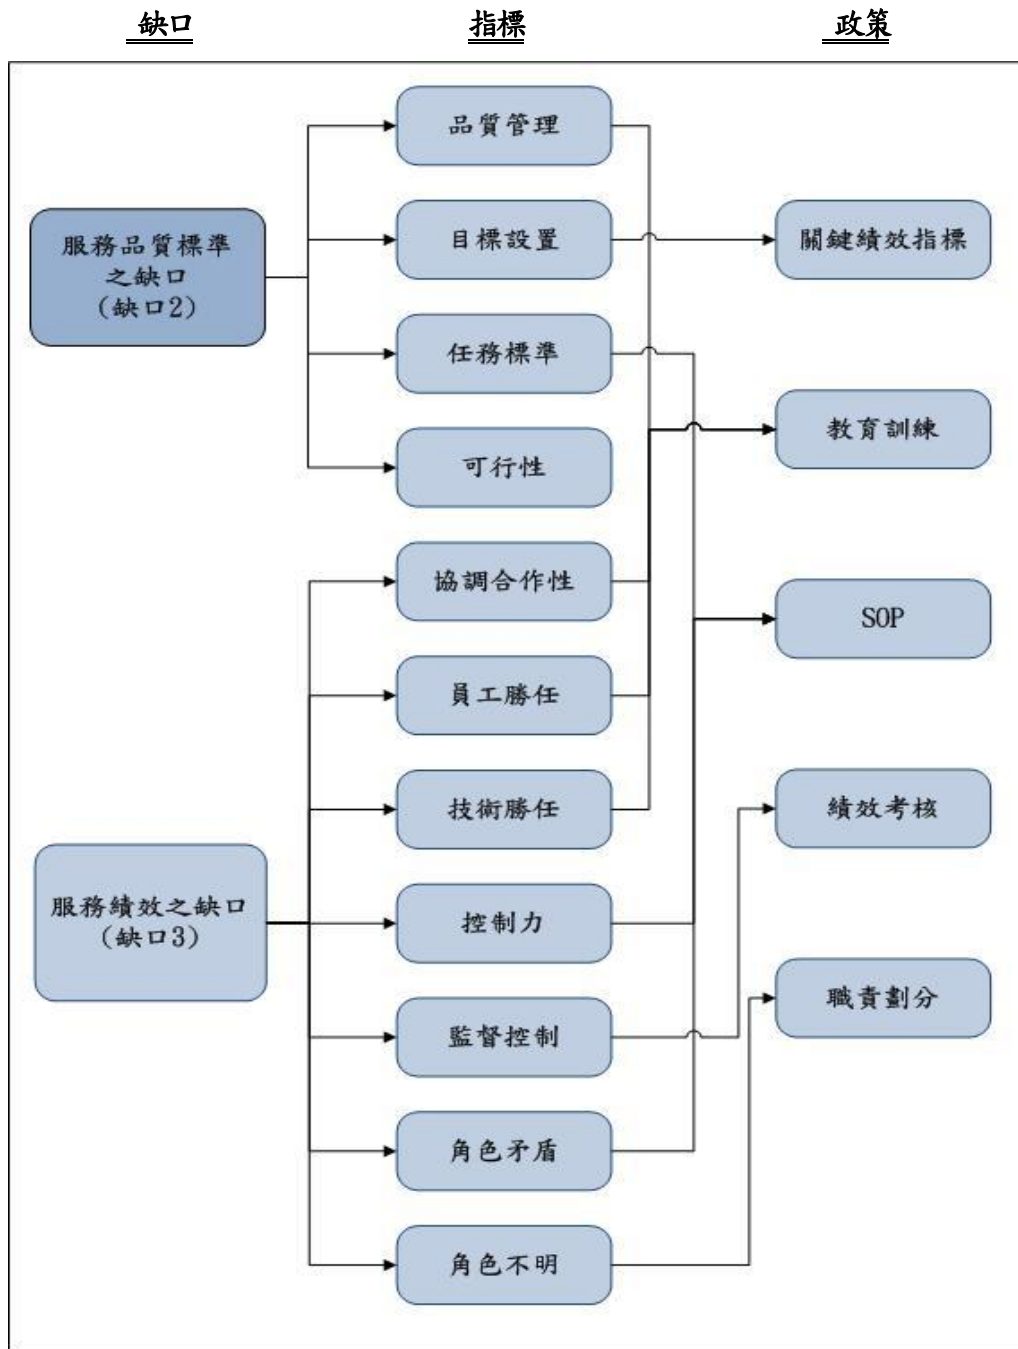 缺口
指標
政策
服務品質標準
之缺口
(缺口2)
服務績效之缺口
(缺口3)
品質管理
目標設置
任務標準
可行性
協調合作性
員工勝任
技術勝任
控制力
監督控制
角色矛盾
角色不明
關鍵績效指標
教育訓練
SOP
績效考核
職責劃分